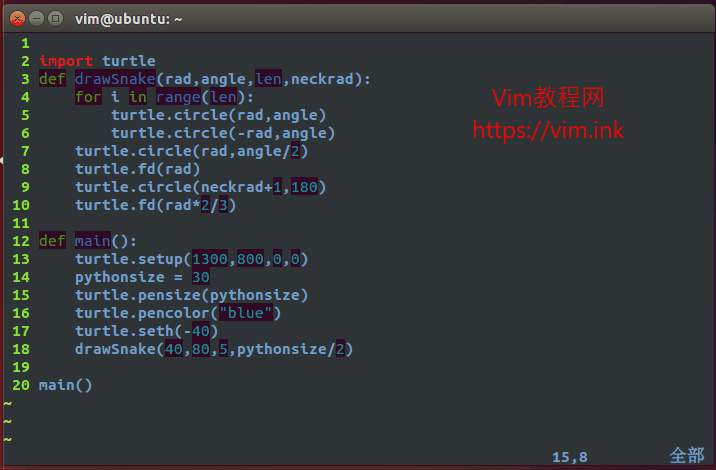 vim@ubuntu: ~
1
2 import turtle
3 def drawSnake(rad,angle,len,neckrad):
4     for i in range(len):
5         turtle.circle(rad,angle)
6         turtle.circle(-rad,angle)
7     turtle.circle(rad,angle/2)
8     turtle.fd(rad)
9     turtle.circle(neckrad+1,180)
10     turtle.fd(rad*2/3)
11
12 def main():
13     turtle.setup(1300,800,0,0)
14     pythonsize = 30
15     turtle.pensize(pythonsize)
16     turtle.pencolor("blue")
17     turtle.seth(-40)
18     drawSnake(40,80,5,pythonsize/2)
19
20 main()
~
~
~
Vim教程网
https://vim.ink
15,8 全部